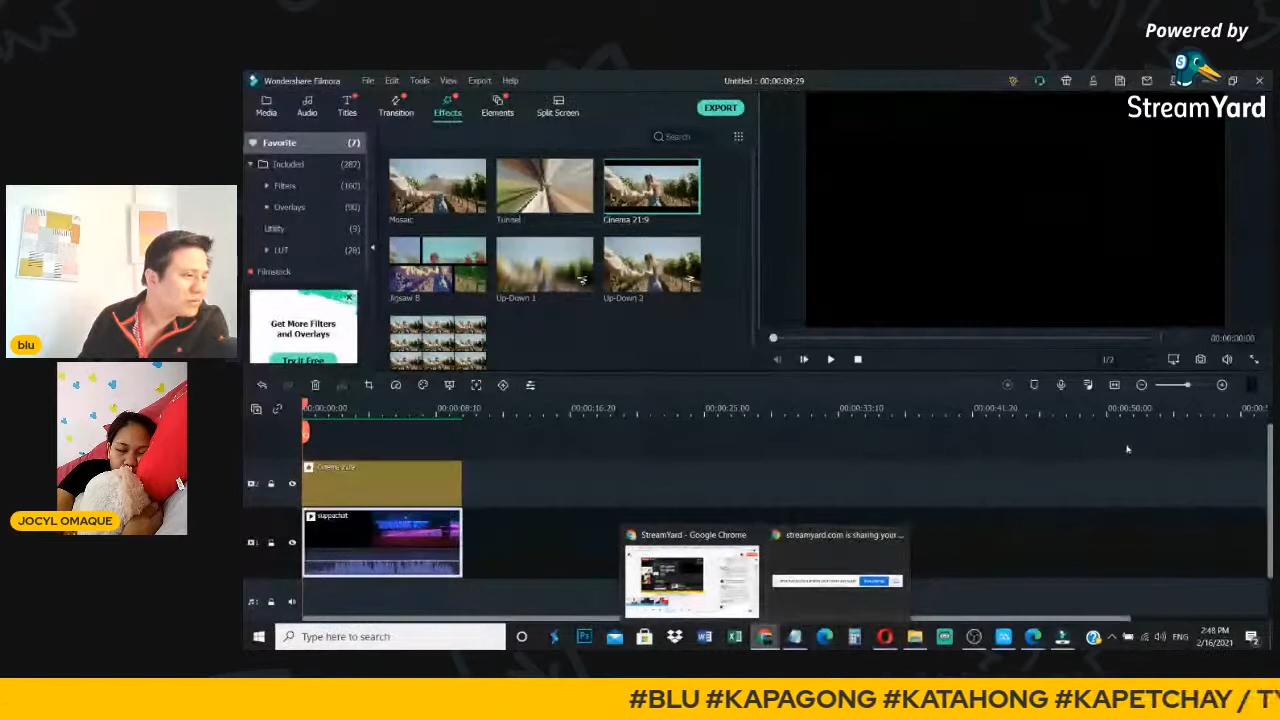 Powered by
StreamYard
Wondershare Filmora
File Edit Tools View Export Help
Untitled : 00:00:09:29
Media Audio Titles Transition Effects Elements Split Screen
EXPORT
Favorite (7)
Search
Included (287)
Filters (160)
Overlays (90)
Utility (9)
LUT (28)
Filmstock
Mosaic
Tunnel
Cinema 21:9
Jigsaw 8
Up-Down 1
Up-Down 2
Get More Filters
and Overlays
Try it Free
00:00:00:00
1/2
00:00:00:00 00:00:08:10 00:00:16:20 00:00:25:00 00:00:33:10 00:00:41:20 00:00:50:00
Cinema 21:9
suppachat
StreamYard - Google Chrome
streamyard.com is sharing your ...
Type here to search
ENG
2:48 PM
2/16/2021
blu
JOCYL OMAQUE
#BLU #KAPAGONG #KATAHONG #KAPETCHAY / TY